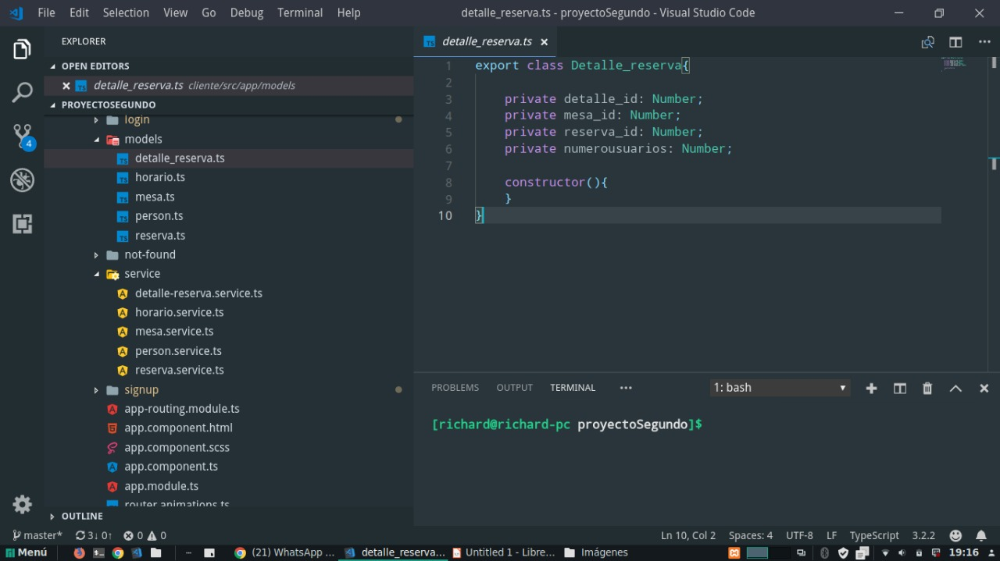 File Edit Selection View Go Debug Terminal Help
detalle_reserva.ts - proyectoSegundo - Visual Studio Code
EXPLORER
OPEN EDITORS
detalle_reserva.ts cliente/src/app/models
PROYECTOSEGUNDO
login
models
detalle_reserva.ts
horario.ts
mesa.ts
person.ts
reserva.ts
not-found
service
detalle-reserva.service.ts
horario.service.ts
mesa.service.ts
person.service.ts
reserva.service.ts
signup
app-routing.module.ts
app.component.html
app.component.scss
app.component.ts
app.module.ts
router.animations.ts
OUTLINE
4
detalle_reserva.ts
1 export class Detalle_reserva{
2
3 private detalle_id: Number;
4 private mesa_id: Number;
5 private reserva_id: Number;
6 private numerousuarios: Number;
7
8 constructor(){
9 }
10 }
PROBLEMS OUTPUT TERMINAL ••• 1: bash
[richard@richard-pc proyectoSegundo]$
master* 3↓ 0↑ 0 0 Ln 10, Col 2 Spaces: 4 UTF-8 LF TypeScript 3.2.2
Menú (21) WhatsApp ... detalle_reserva... Untitled 1 - Libre... Imágenes 19:16